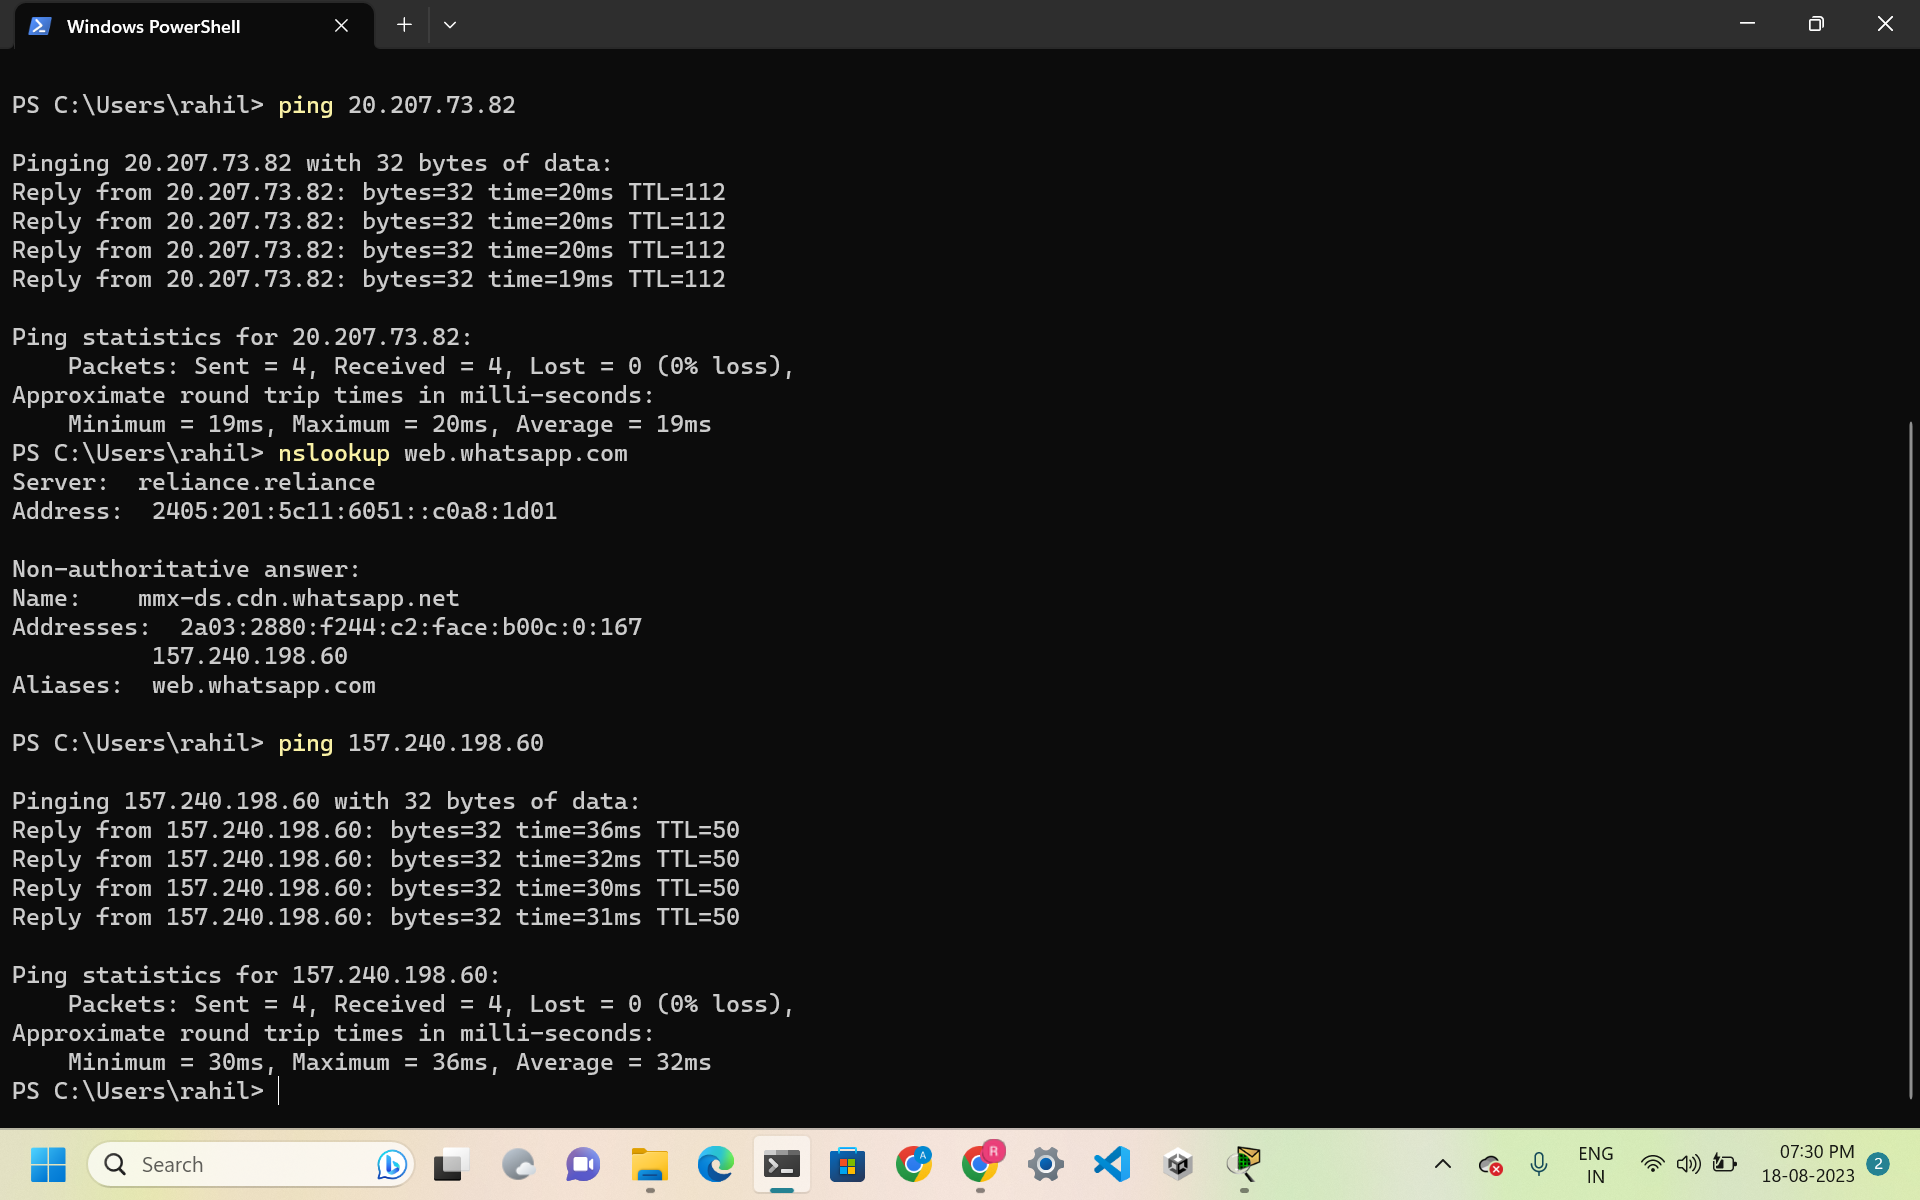 Windows PowerShell
PS C:\Users\rahil> ping 20.207.73.82
Pinging 20.207.73.82 with 32 bytes of data:
Reply from 20.207.73.82: bytes=32 time=20ms TTL=112
Reply from 20.207.73.82: bytes=32 time=20ms TTL=112
Reply from 20.207.73.82: bytes=32 time=20ms TTL=112
Reply from 20.207.73.82: bytes=32 time=19ms TTL=112
Ping statistics for 20.207.73.82:
    Packets: Sent = 4, Received = 4, Lost = 0 (0% loss),
Approximate round trip times in milli-seconds:
    Minimum = 19ms, Maximum = 20ms, Average = 19ms
PS C:\Users\rahil> nslookup web.whatsapp.com
Server:  reliance.reliance
Address:  2405:201:5c11:6051::c0a8:1d01
Non-authoritative answer:
Name:    mmx-ds.cdn.whatsapp.net
Addresses:  2a03:2880:f244:c2:face:b00c:0:167
          157.240.198.60
Aliases:  web.whatsapp.com
PS C:\Users\rahil> ping 157.240.198.60
Pinging 157.240.198.60 with 32 bytes of data:
Reply from 157.240.198.60: bytes=32 time=36ms TTL=50
Reply from 157.240.198.60: bytes=32 time=32ms TTL=50
Reply from 157.240.198.60: bytes=32 time=30ms TTL=50
Reply from 157.240.198.60: bytes=32 time=31ms TTL=50
Ping statistics for 157.240.198.60:
    Packets: Sent = 4, Received = 4, Lost = 0 (0% loss),
Approximate round trip times in milli-seconds:
    Minimum = 30ms, Maximum = 36ms, Average = 32ms
PS C:\Users\rahil>
Search
A
R
ENG
IN
07:30 PM
18-08-2023
2